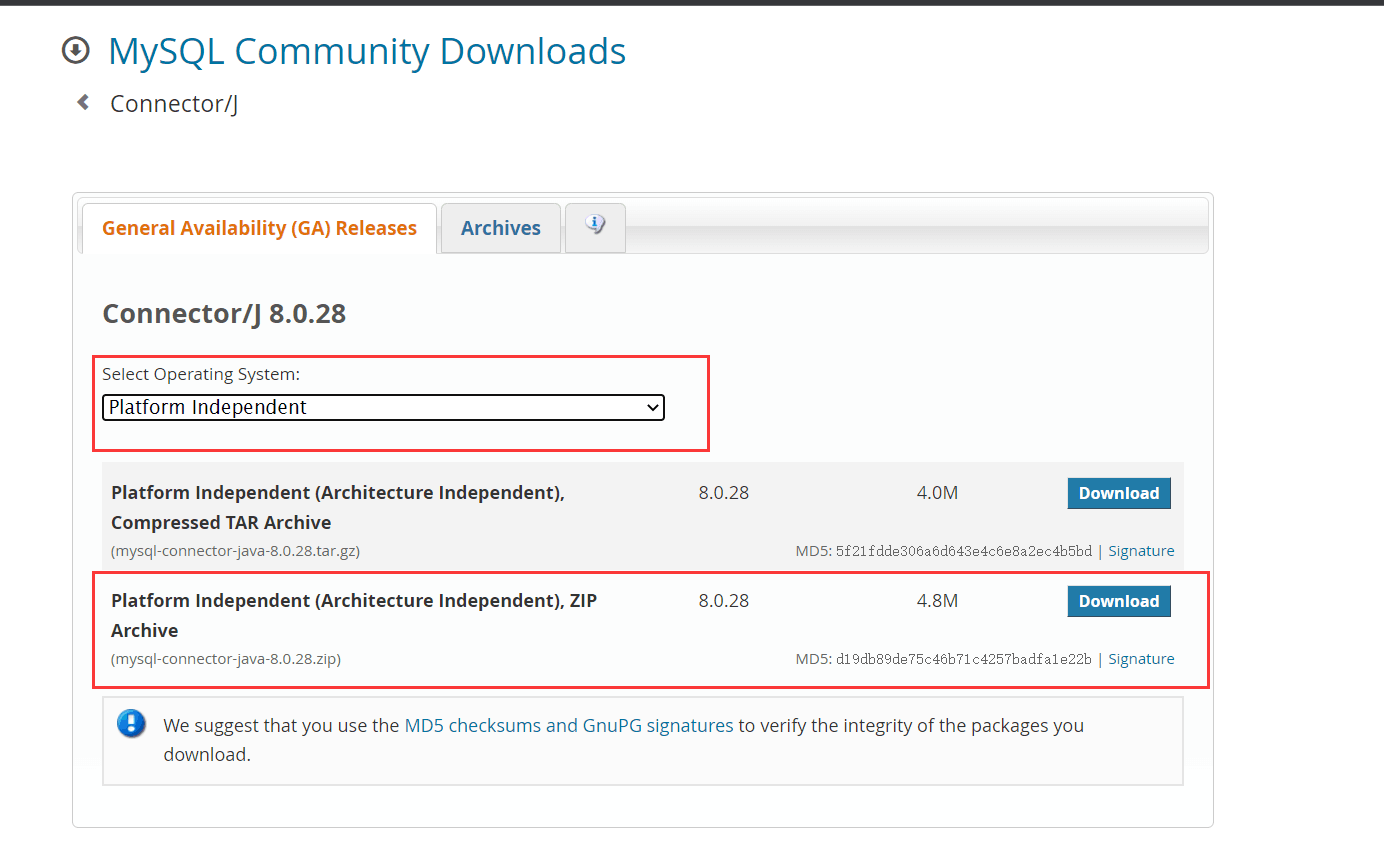 MySQL Community Downloads
Connector/J
General Availability (GA) Releases Archives
Connector/J 8.0.28
Select Operating System:
Platform Independent
Platform Independent (Architecture Independent), 8.0.28 4.0M Download
Compressed TAR Archive
(mysql-connector-java-8.0.28.tar.gz) MD5: 5f21fdde306a6d643e4c6e8a2ec4b5bd | Signature
Platform Independent (Architecture Independent), ZIP 8.0.28 4.8M Download
Archive
(mysql-connector-java-8.0.28.zip) MD5: d19db89de75c46b71c4257badfa1e22b | Signature
We suggest that you use the MD5 checksums and GnuPG signatures to verify the integrity of the packages you
download.